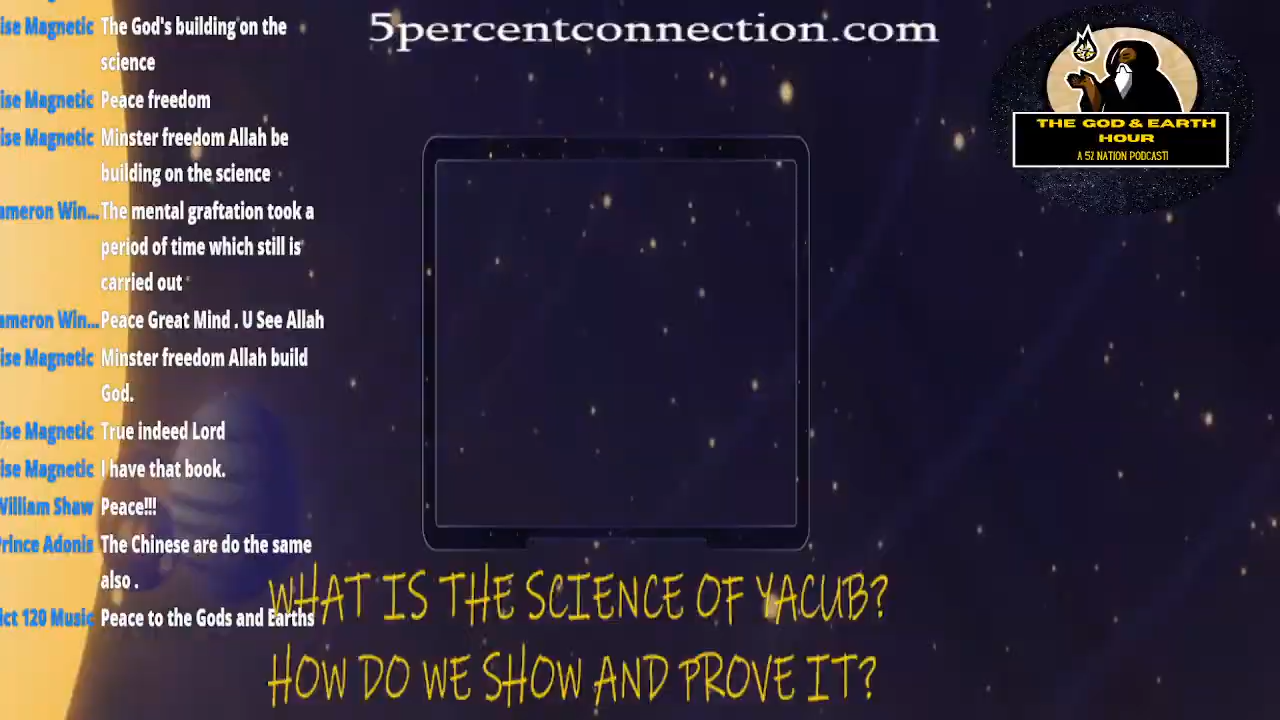 5percentconnection.com
THE GOD & EARTH
HOUR
A 5% NATION PODCAST!
ise Magnetic The God's building on the
science
ise Magnetic Peace freedom
ise Magnetic Minster freedom Allah be
building on the science
ameron Win... The mental graftation took a
period of time which still is
carried out
ameron Win... Peace Great Mind . U See Allah
ise Magnetic Minster freedom Allah build
God.
ise Magnetic True indeed Lord
ise Magnetic I have that book.
William Shaw Peace!!!
Prince Adonis The Chinese are do the same
also .
ict 120 Music Peace to the Gods and Earths
WHAT IS THE SCIENCE OF YACUB?
HOW DO WE SHOW AND PROVE IT?